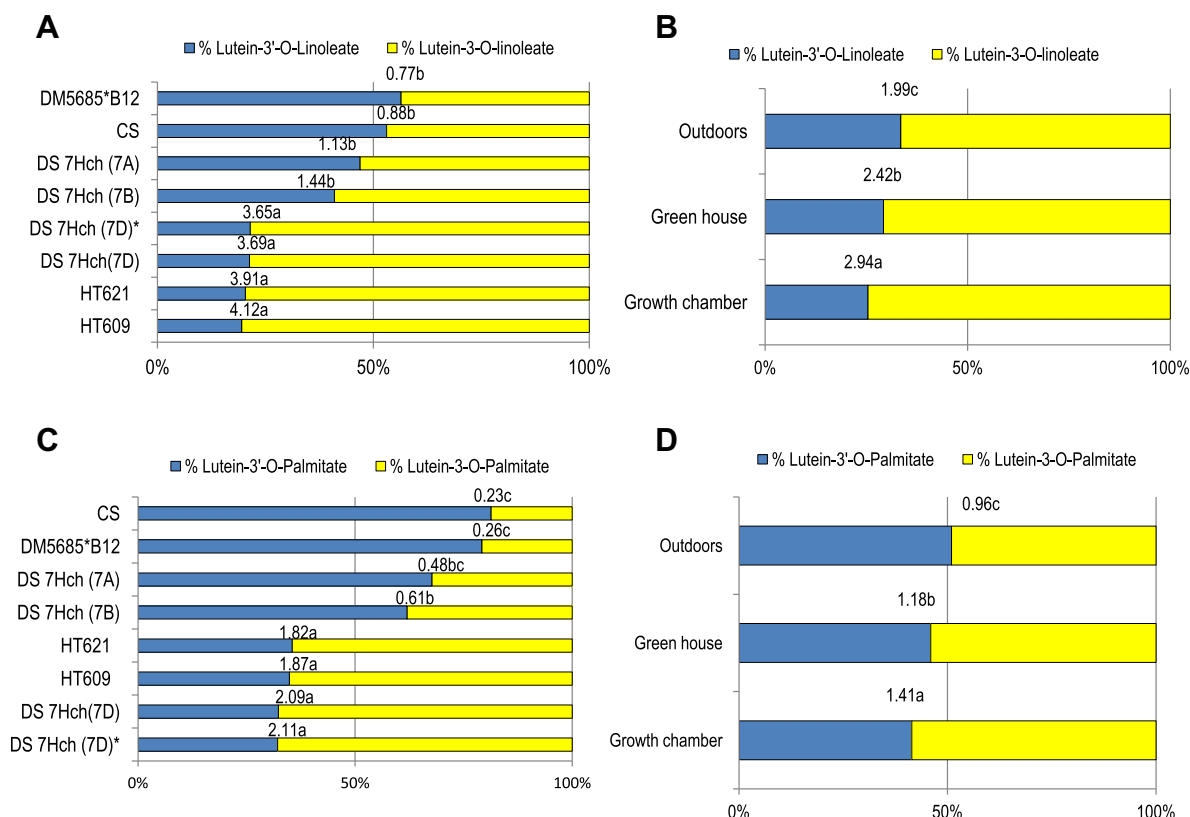 A
% Lutein-3'-O-Linoleate % Lutein-3-O-linoleate
0.77b
DM5685*B12
0.88b
CS
1.13b
DS 7Hch (7A)
1.44b
DS 7Hch (7B)
3.65a
DS 7Hch (7D)*
3.69a
DS 7Hch(7D)
3.91a
HT621
4.12a
HT609
0% 50% 100%
B
% Lutein-3'-O-Linoleate % Lutein-3-O-linoleate
1.99c
Outdoors
2.42b
Green house
2.94a
Growth chamber
0% 50% 100%
C
% Lutein-3'-O-Palmitate % Lutein-3-O-Palmitate
0.23c
CS
0.26c
DM5685*B12
0.48bc
DS 7Hch (7A)
0.61b
DS 7Hch (7B)
1.82a
HT621
1.87a
HT609
2.09a
DS 7Hch(7D)
2.11a
DS 7Hch (7D)*
0% 50% 100%
D
% Lutein-3'-O-Palmitate % Lutein-3-O-Palmitate
0.96c
Outdoors
1.18b
Green house
1.41a
Growth chamber
0% 50% 100%